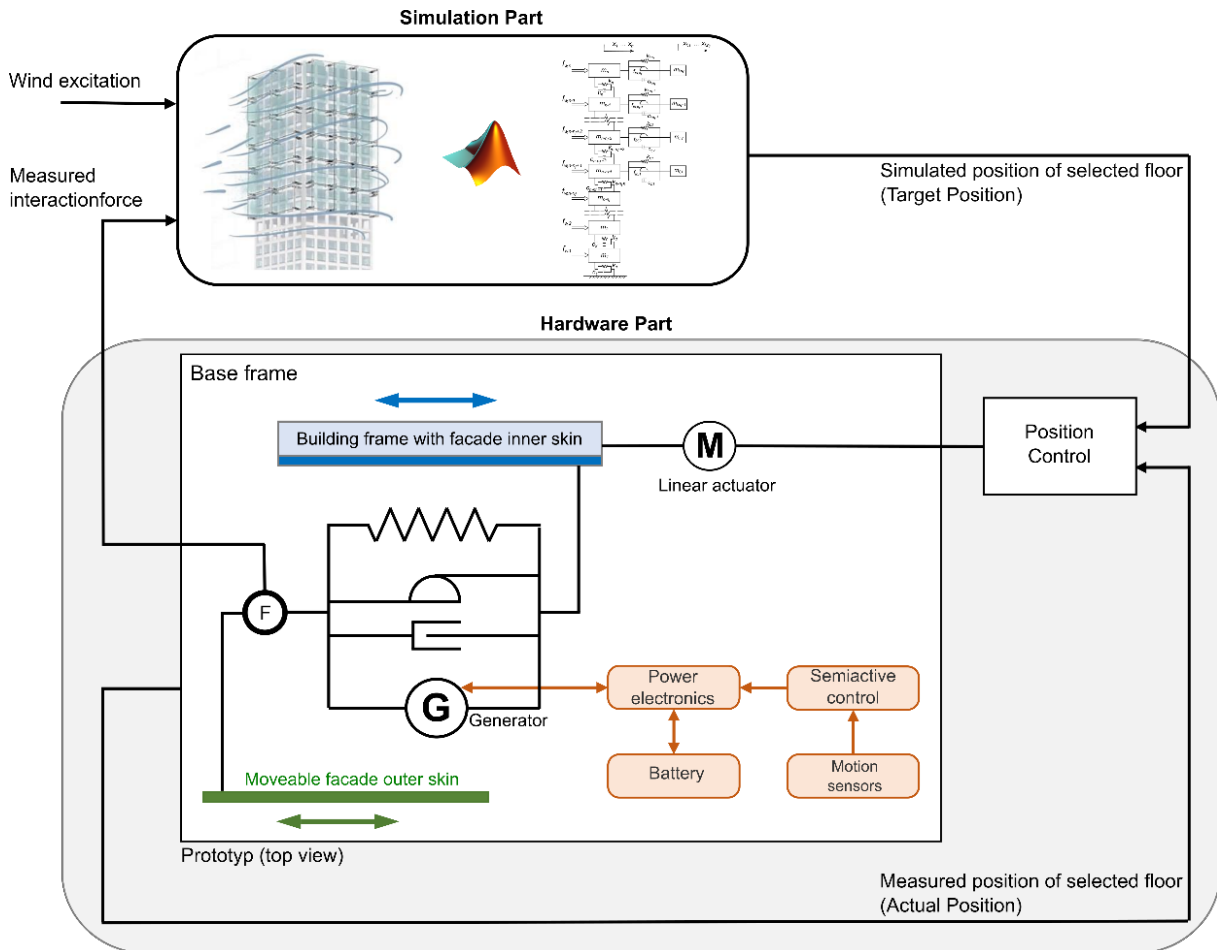 Simulation Part
Wind excitation
Measured
interactionforce
Simulated position of selected floor
(Target Position)
Hardware Part
Base frame
Building frame with facade inner skin
M
Linear actuator
Position
Control
F
G
Generator
Power
electronics
Semiactive
control
Battery
Motion
sensors
Moveable facade outer skin
Prototyp (top view)
Measured position of selected floor
(Actual Position)